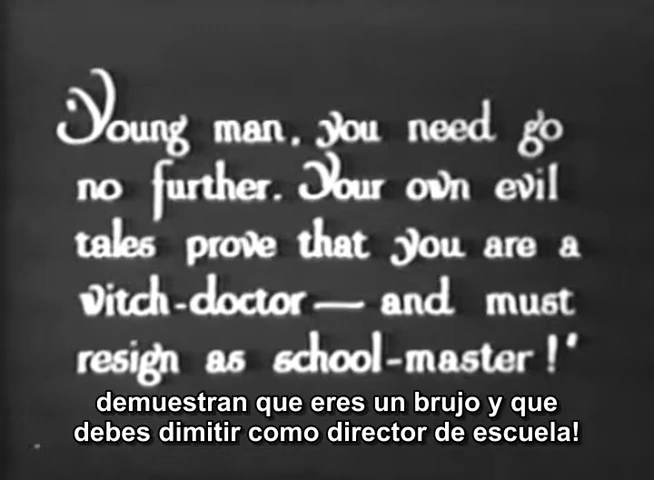 Young man, you need go
no further. Your own evil
tales prove that you are a
witch-doctor — and must
resign as school-master!'
demuestran que eres un brujo y que
debes dimitir como director de escuela!